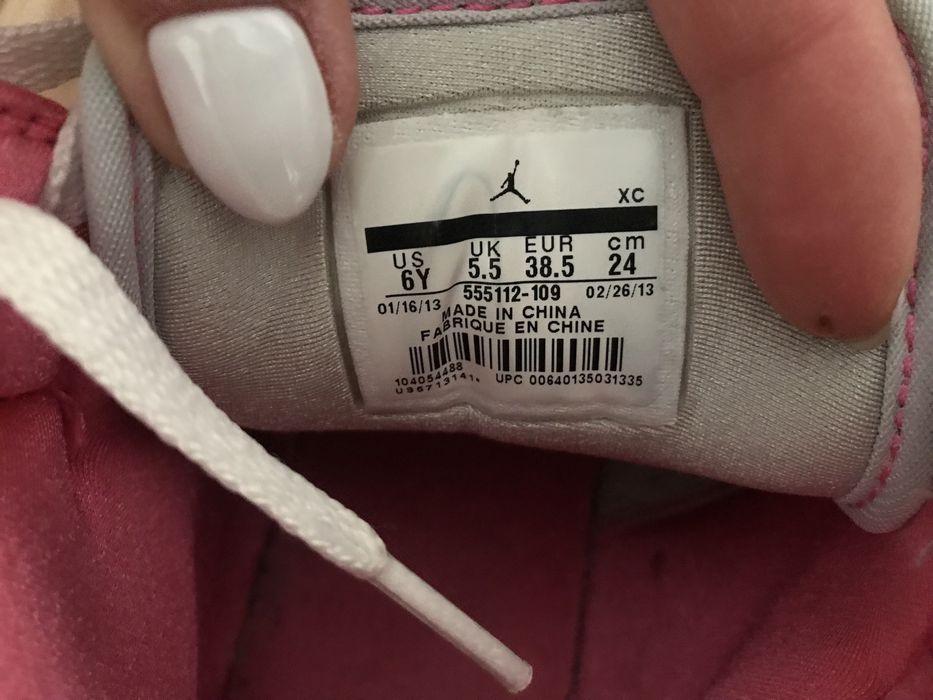 XC
US UK EUR cm
6Y 5.5 38.5 24
01/16/13 555112-109 02/26/13
MADE IN CHINA
FABRIQUE EN CHINE
104054488 UPC 00640135031335